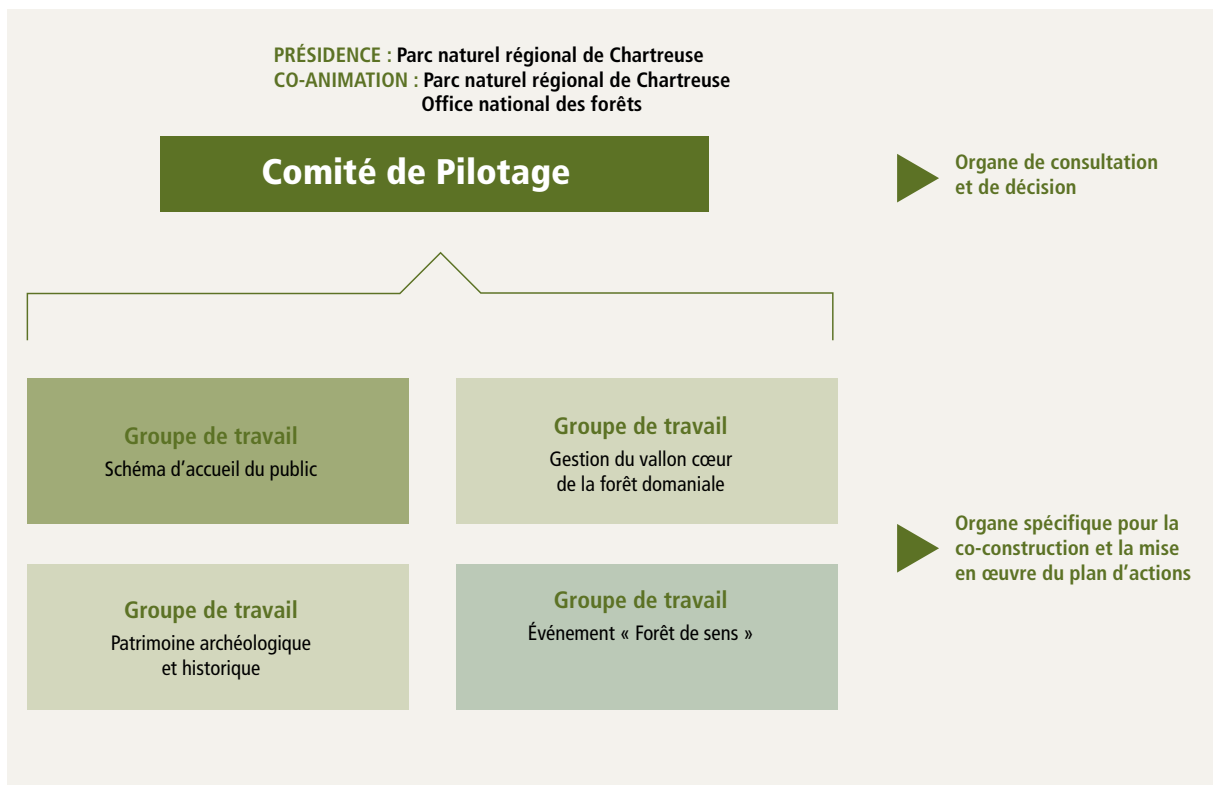 PRÉSIDENCE : Parc naturel régional de Chartreuse
CO-ANIMATION : Parc naturel régional de Chartreuse
Office national des forêts
Comité de Pilotage
Organe de consultation
et de décision
Groupe de travail
Schéma d’accueil du public
Groupe de travail
Gestion du vallon cœur
de la forêt domaniale
Organe spécifique pour la
co-construction et la mise
en œuvre du plan d’actions
Groupe de travail
Patrimoine archéologique
et historique
Groupe de travail
Événement « Forêt de sens »